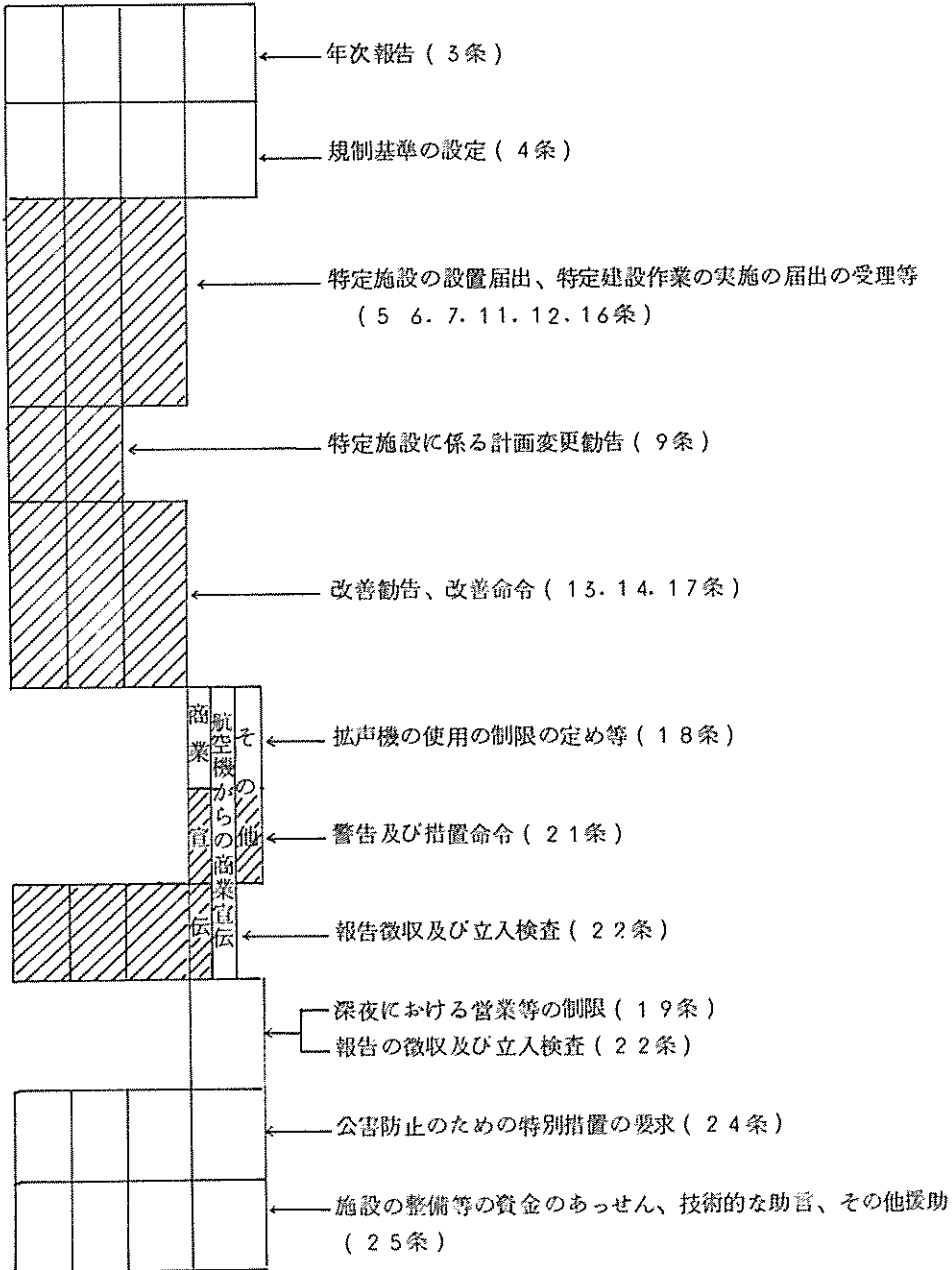 年次報告（3条）
規制基準の設定（4条）
特定施設の設置届出、特定建設作業の実施の届出の受理等
（5 6. 7. 11. 12. 16条）
特定施設に係る計画変更勧告（9条）
改善勧告、改善命令（13. 14. 17条）
商業宣伝
航空機からの商業宣伝
その他
拡声機の使用の制限の定め等（18条）
警告及び措置命令（21条）
報告徴収及び立入検査（22条）
深夜における営業等の制限（19条）
報告の徴収及び立入検査（22条）
公害防止のための特別措置の要求（24条）
施設の整備等の資金のあっせん、技術的な助言、その他援助
（25条）